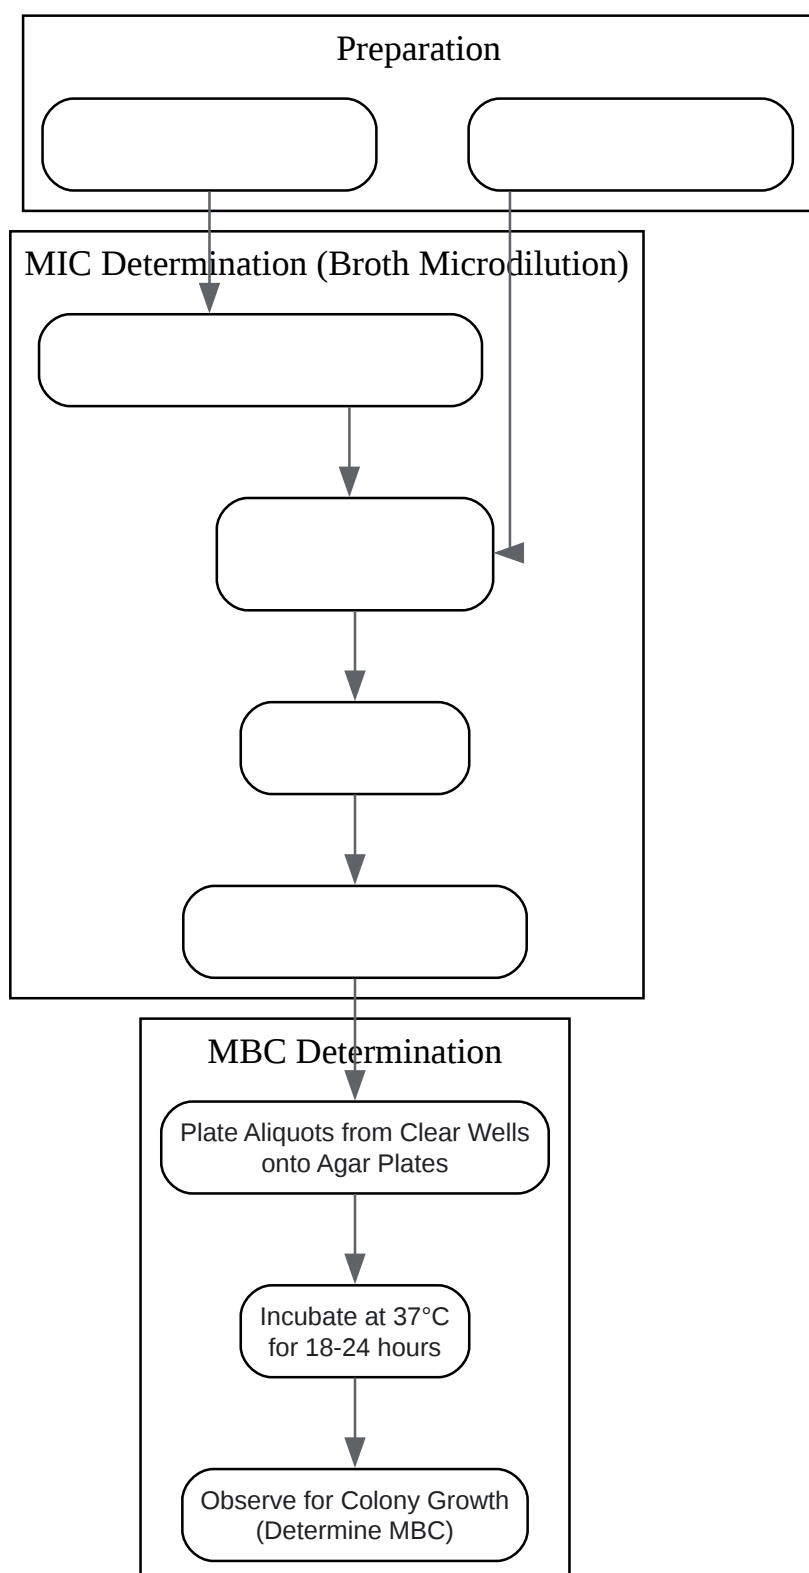 Preparation
MIC Determination (Broth Microdilution)
MBC Determination
Plate Aliquots from Clear Wells
onto Agar Plates
Incubate at 37°C
for 18-24 hours
Observe for Colony Growth
(Determine MBC)